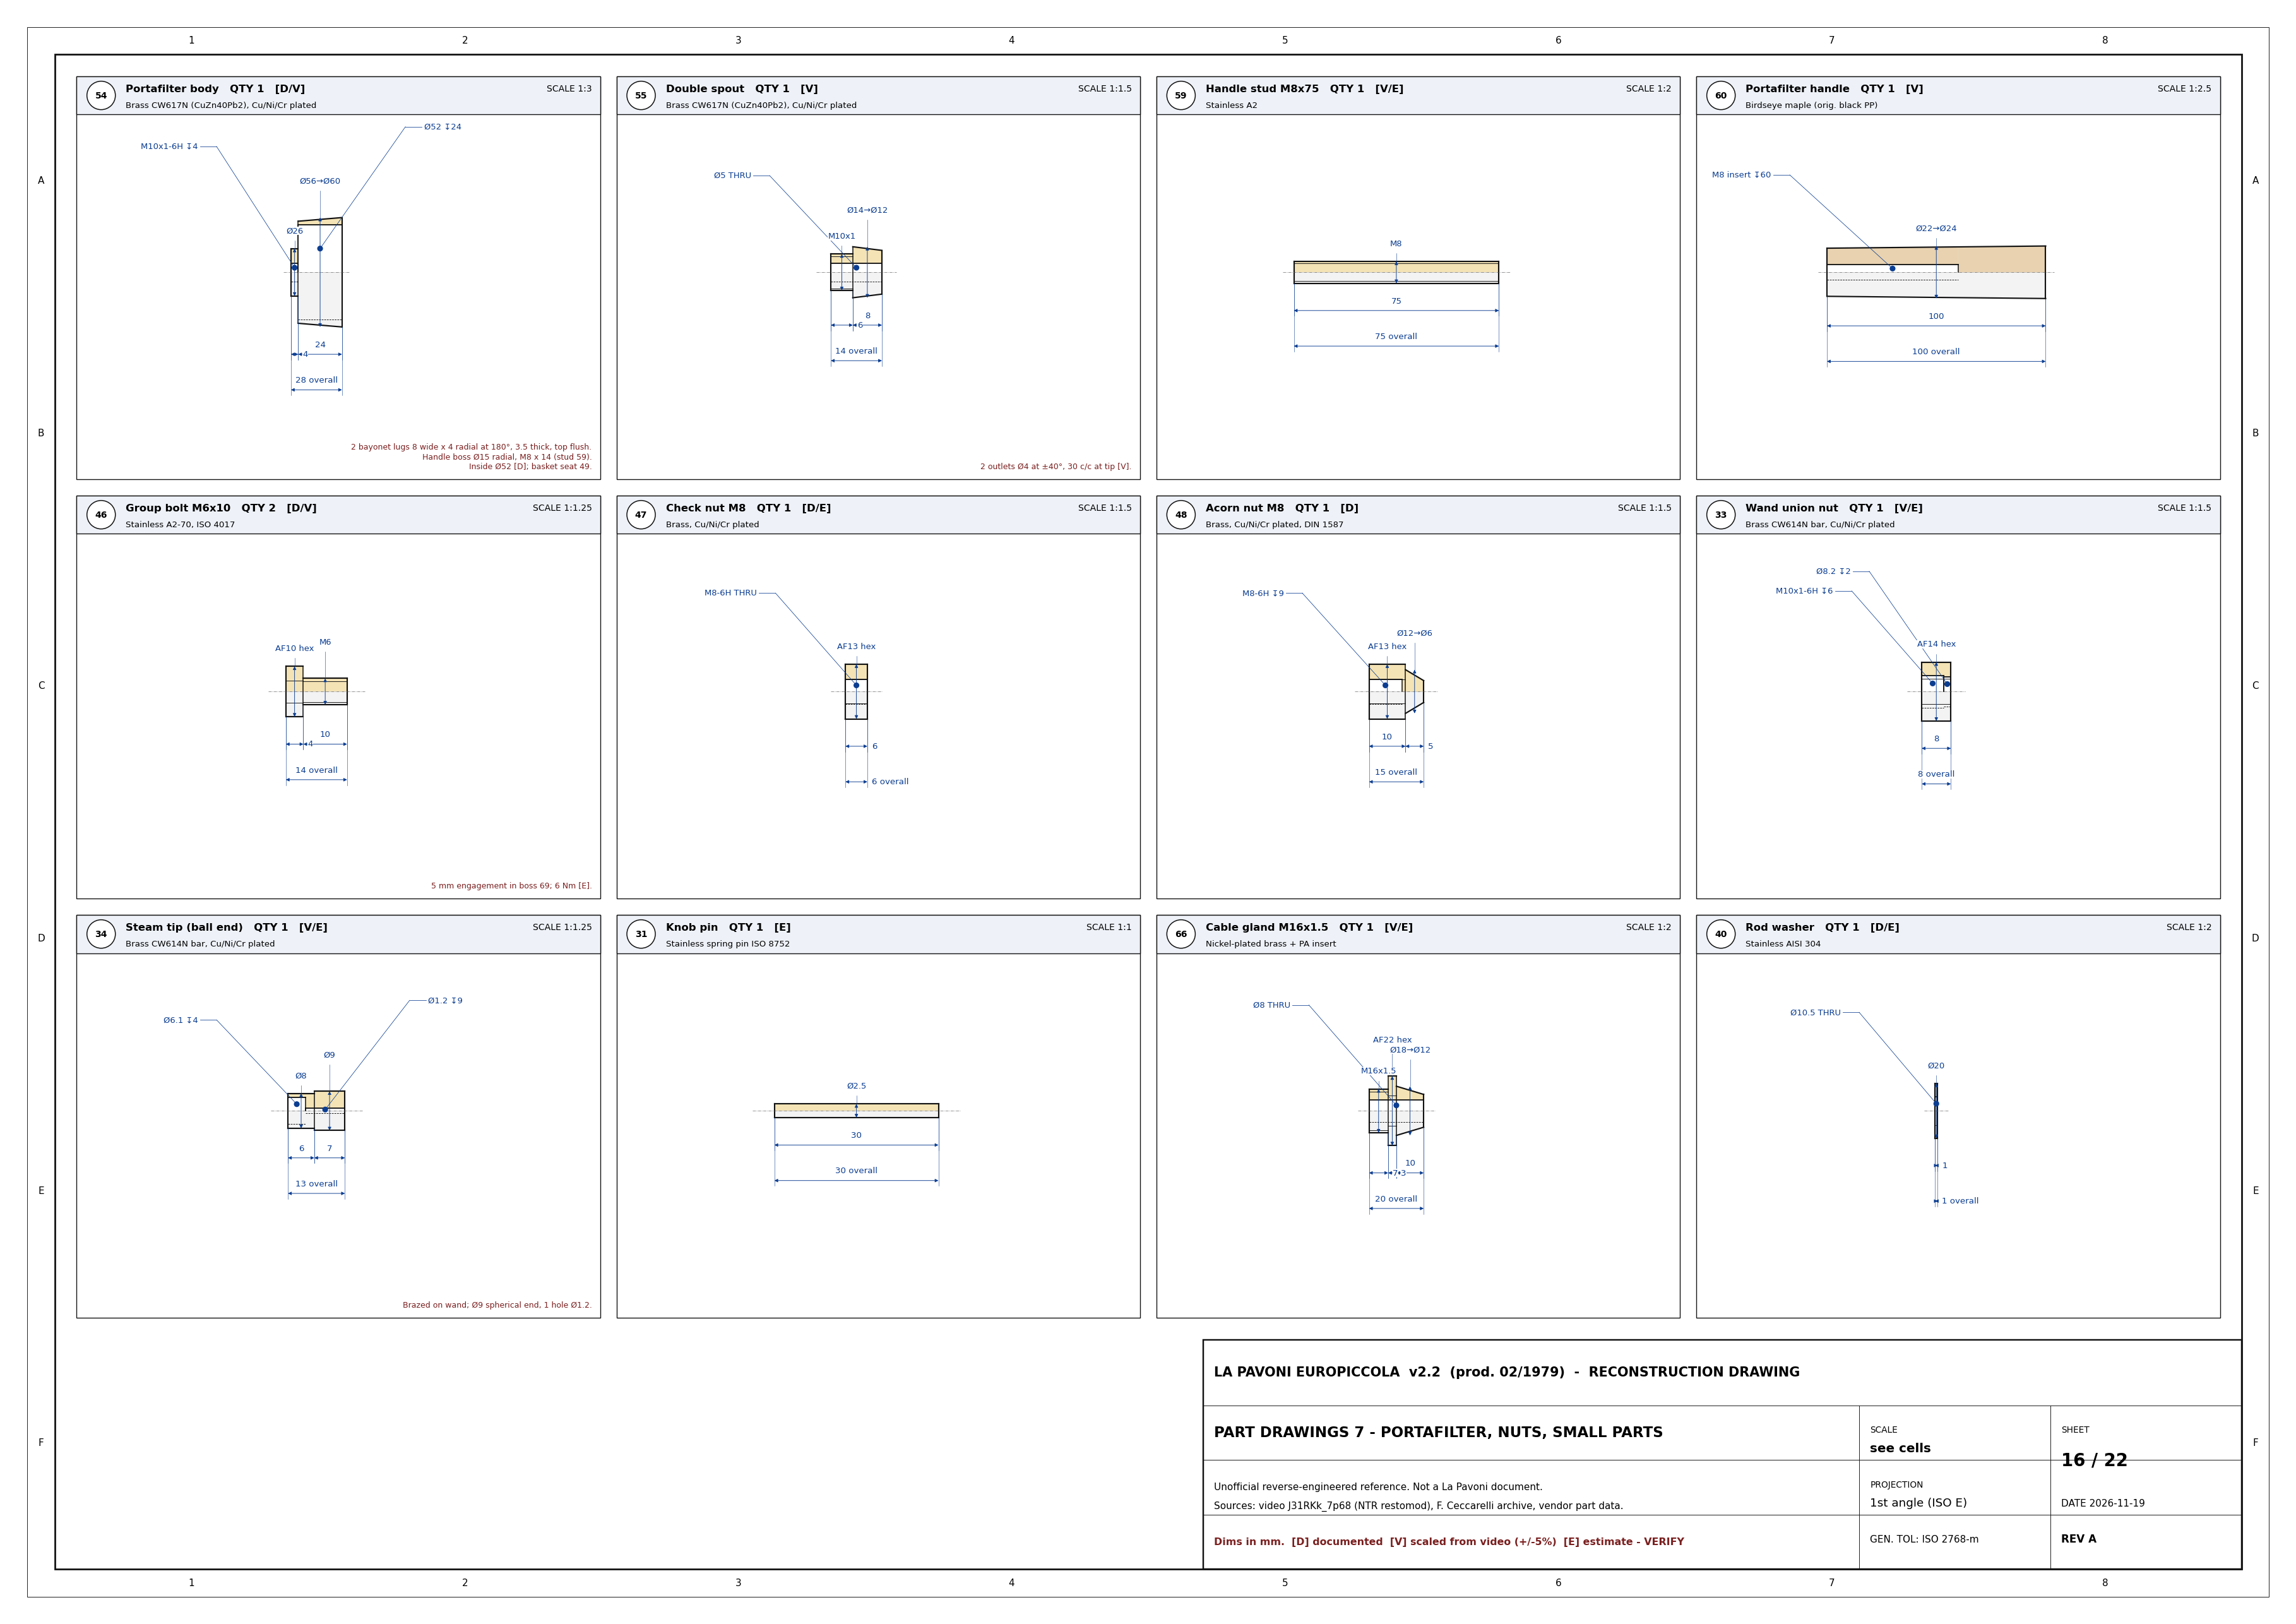 1 2 3 4 5 6 7 8
A
B
C
D
E
F
A
B
C
D
E
F
54 Portafilter body QTY 1 [D/V] SCALE 1:3
Brass CW617N (CuZn40Pb2), Cu/Ni/Cr plated
Ø52 ↧24
M10x1-6H ↧4
Ø56→Ø60
Ø26
24
4
28 overall
2 bayonet lugs 8 wide x 4 radial at 180°, 3.5 thick, top flush.
Handle boss Ø15 radial, M8 x 14 (stud 59).
Inside Ø52 [D]; basket seat 49.
55 Double spout QTY 1 [V] SCALE 1:1.5
Brass CW617N (CuZn40Pb2), Cu/Ni/Cr plated
Ø5 THRU
Ø14→Ø12
M10x1
8
6
14 overall
2 outlets Ø4 at ±40°, 30 c/c at tip [V].
59 Handle stud M8x75 QTY 1 [V/E] SCALE 1:2
Stainless A2
M8
75
75 overall
60 Portafilter handle QTY 1 [V] SCALE 1:2.5
Birdseye maple (orig. black PP)
M8 insert ↧60
Ø22→Ø24
100
100 overall
46 Group bolt M6x10 QTY 2 [D/V] SCALE 1:1.25
Stainless A2-70, ISO 4017
M6
AF10 hex
10
4
14 overall
5 mm engagement in boss 69; 6 Nm [E].
47 Check nut M8 QTY 1 [D/E] SCALE 1:1.5
Brass, Cu/Ni/Cr plated
M8-6H THRU
AF13 hex
6
6 overall
48 Acorn nut M8 QTY 1 [D] SCALE 1:1.5
Brass, Cu/Ni/Cr plated, DIN 1587
M8-6H ↧9
Ø12→Ø6
AF13 hex
10
5
15 overall
33 Wand union nut QTY 1 [V/E] SCALE 1:1.5
Brass CW614N bar, Cu/Ni/Cr plated
Ø8.2 ↧2
M10x1-6H ↧6
AF14 hex
8
8 overall
34 Steam tip (ball end) QTY 1 [V/E] SCALE 1:1.25
Brass CW614N bar, Cu/Ni/Cr plated
Ø1.2 ↧9
Ø6.1 ↧4
Ø9
Ø8
6 7
13 overall
Brazed on wand; Ø9 spherical end, 1 hole Ø1.2.
31 Knob pin QTY 1 [E] SCALE 1:1
Stainless spring pin ISO 8752
Ø2.5
30
30 overall
66 Cable gland M16x1.5 QTY 1 [V/E] SCALE 1:2
Nickel-plated brass + PA insert
Ø8 THRU
AF22 hex
Ø18→Ø12
M16x1.5
10
7 3
20 overall
40 Rod washer QTY 1 [D/E] SCALE 1:2
Stainless AISI 304
Ø10.5 THRU
Ø20
1
1 overall
LA PAVONI EUROPICCOLA v2.2 (prod. 02/1979) - RECONSTRUCTION DRAWING
PART DRAWINGS 7 - PORTAFILTER, NUTS, SMALL PARTS
SCALE
see cells
SHEET
16 / 22
Unofficial reverse-engineered reference. Not a La Pavoni document.
Sources: video J31RKk_7p68 (NTR restomod), F. Ceccarelli archive, vendor part data.
PROJECTION
1st angle (ISO E)
DATE 2026-11-19
Dims in mm. [D] documented [V] scaled from video (+/-5%) [E] estimate - VERIFY
GEN. TOL: ISO 2768-m
REV A
1 2 3 4 5 6 7 8